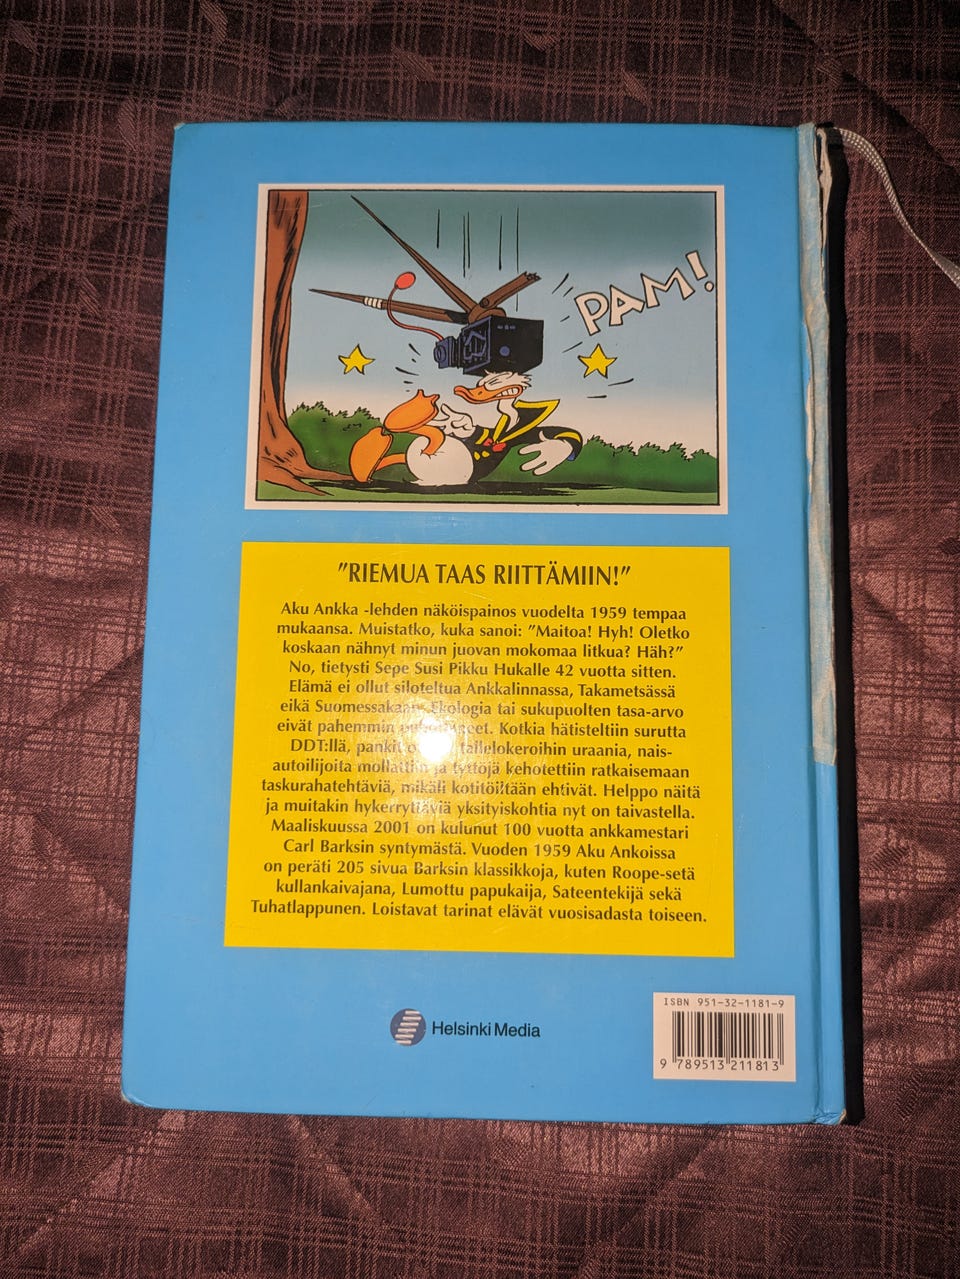 PAM!
"RIEMUA TAAS RIITTÄMIIN!"
Aku Ankka -lehden näköispainos vuodelta 1959 tempaa
mukaansa. Muistatko, kuka sanoi: "Maitoa! Hyh! Oletko
koskaan nähnyt minun juovan mokomaa litkua? Häh?"
No, tietysti Sepe Susi Pikku Hukalle 42 vuotta sitten.
Elämä ei ollut siloteltua Ankkalinnassa, Takametsässä
eikä Suomessakaan. Ekologia tai sukupuolten tasa-arvo
eivät pahemmin Kotkia hätisteltiin surutta
DDT:llä, pankit tallelokeroihin uraania, nais-
autoilijoita mollattiin ja tyttöjä kehotettiin ratkaisemaan
taskurahatehtäviä, mikäli kotitöiltään ehtivät. Helppo näitä
ja muitakin hykerryttäviä yksityiskohtia nyt on taivastella.
Maaliskuussa 2001 on kulunut 100 vuotta ankkamestari
Carl Barksin syntymästä. Vuoden 1959 Aku Ankoissa
on peräti 205 sivua Barksin klassikkoja, kuten Roope-setä
kullankaivajana, Lumottu papukaija, Sateentekijä sekä
Tuhatlappunen. Loistavat tarinat elävät vuosisadasta toiseen.
Helsinki Media
ISBN 951-32-1181-9
9 789513 211813